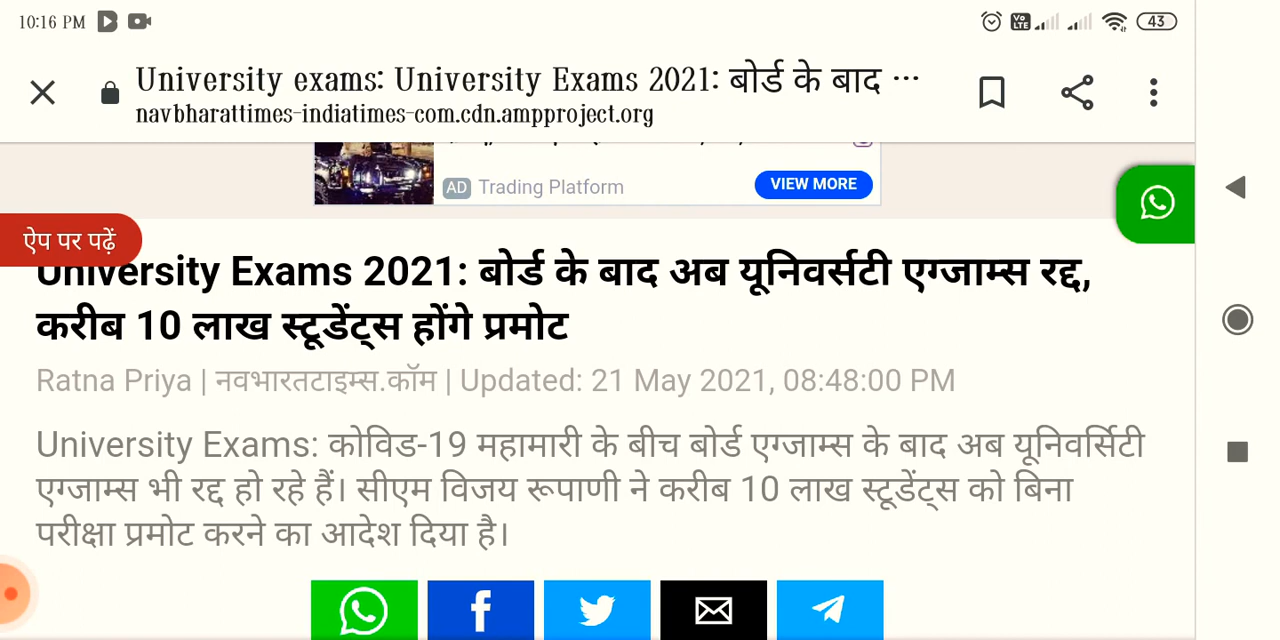 10:16 PM
Vo LTE
43
University exams: University Exams 2021: बोर्ड के बाद ...
navbharattimes-indiatimes-com.cdn.ampproject.org
AD Trading Platform
VIEW MORE
ऐप पर पढ़ें
University Exams 2021: बोर्ड के बाद अब यूनिवर्सटी एग्जाम्स रद्द,
करीब 10 लाख स्टूडेंट्स होंगे प्रमोट
Ratna Priya | नवभारतटाइम्स.कॉम | Updated: 21 May 2021, 08:48:00 PM
University Exams: कोविड-19 महामारी के बीच बोर्ड एग्जाम्स के बाद अब यूनिवर्सिटी
एग्जाम्स भी रद्द हो रहे हैं। सीएम विजय रूपाणी ने करीब 10 लाख स्टूडेंट्स को बिना
परीक्षा प्रमोट करने का आदेश दिया है।